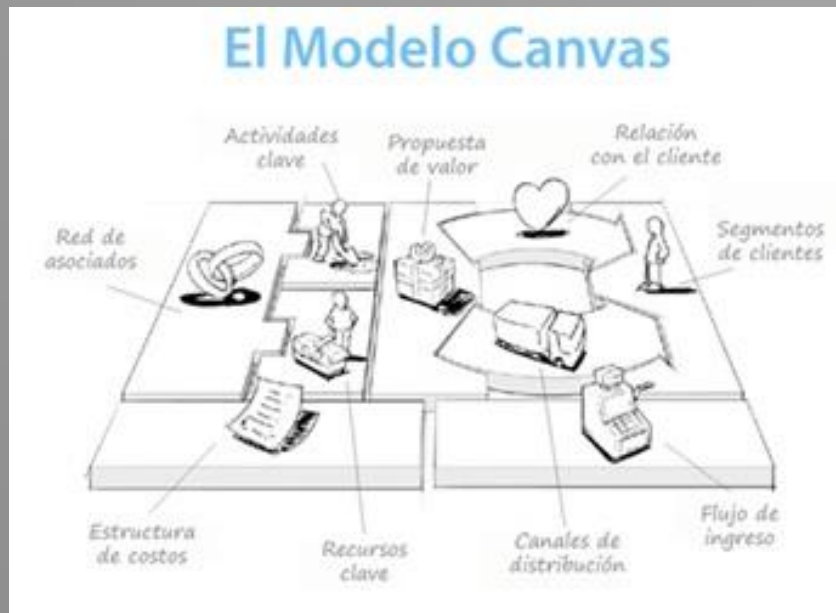 El Modelo Canvas
Actividades
clave
Propuesta
de valor
Relación
con el cliente
Red de
asociados
Segmentos
de clientes
Estructura
de costos
Recursos
clave
Canales de
distribución
Flujo de
ingreso